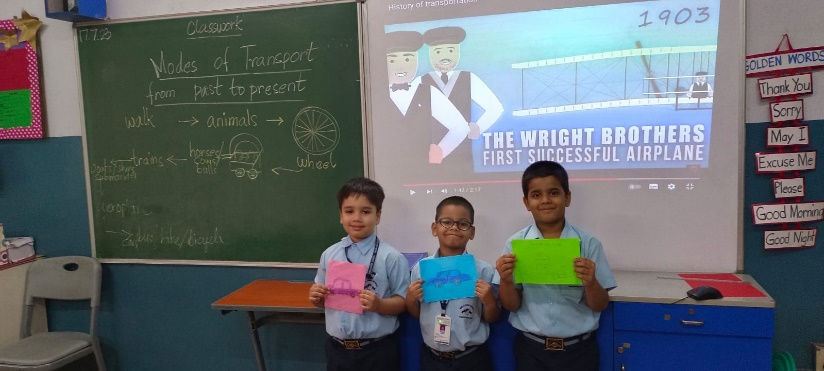 17.7.23
Classwork
Modes of Transport
from past to present
walk → animals →
wheel
trains ← horses
cows
bulls
History of transportation
1903
THE WRIGHT BROTHERS
FIRST SUCCESSFUL AIRPLANE
GOLDEN WORDS
Thank You
Sorry
May I
Excuse Me
Please
Good Morning
Good Night